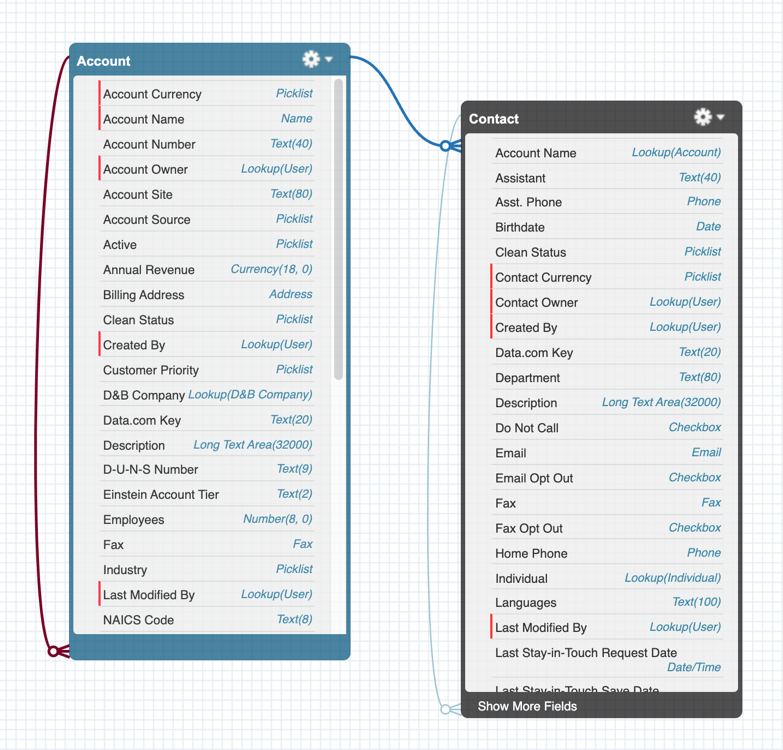 Account
Account Currency Picklist
Account Name Name
Account Number Text(40)
Account Owner Lookup(User)
Account Site Text(80)
Account Source Picklist
Active Picklist
Annual Revenue Currency(18, 0)
Billing Address Address
Clean Status Picklist
Created By Lookup(User)
Customer Priority Picklist
D&B Company Lookup(D&B Company)
Data.com Key Text(20)
Description Long Text Area(32000)
D-U-N-S Number Text(9)
Einstein Account Tier Text(2)
Employees Number(8, 0)
Fax Fax
Industry Picklist
Last Modified By Lookup(User)
NAICS Code Text(8)
Contact
Account Name Lookup(Account)
Assistant Text(40)
Asst. Phone Phone
Birthdate Date
Clean Status Picklist
Contact Currency Picklist
Contact Owner Lookup(User)
Created By Lookup(User)
Data.com Key Text(20)
Department Text(80)
Description Long Text Area(32000)
Do Not Call Checkbox
Email Email
Email Opt Out Checkbox
Fax Fax
Fax Opt Out Checkbox
Home Phone Phone
Individual Lookup(Individual)
Languages Text(100)
Last Modified By Lookup(User)
Last Stay-in-Touch Request Date
Date/Time
Last Stay-in-Touch Save Date
Show More Fields